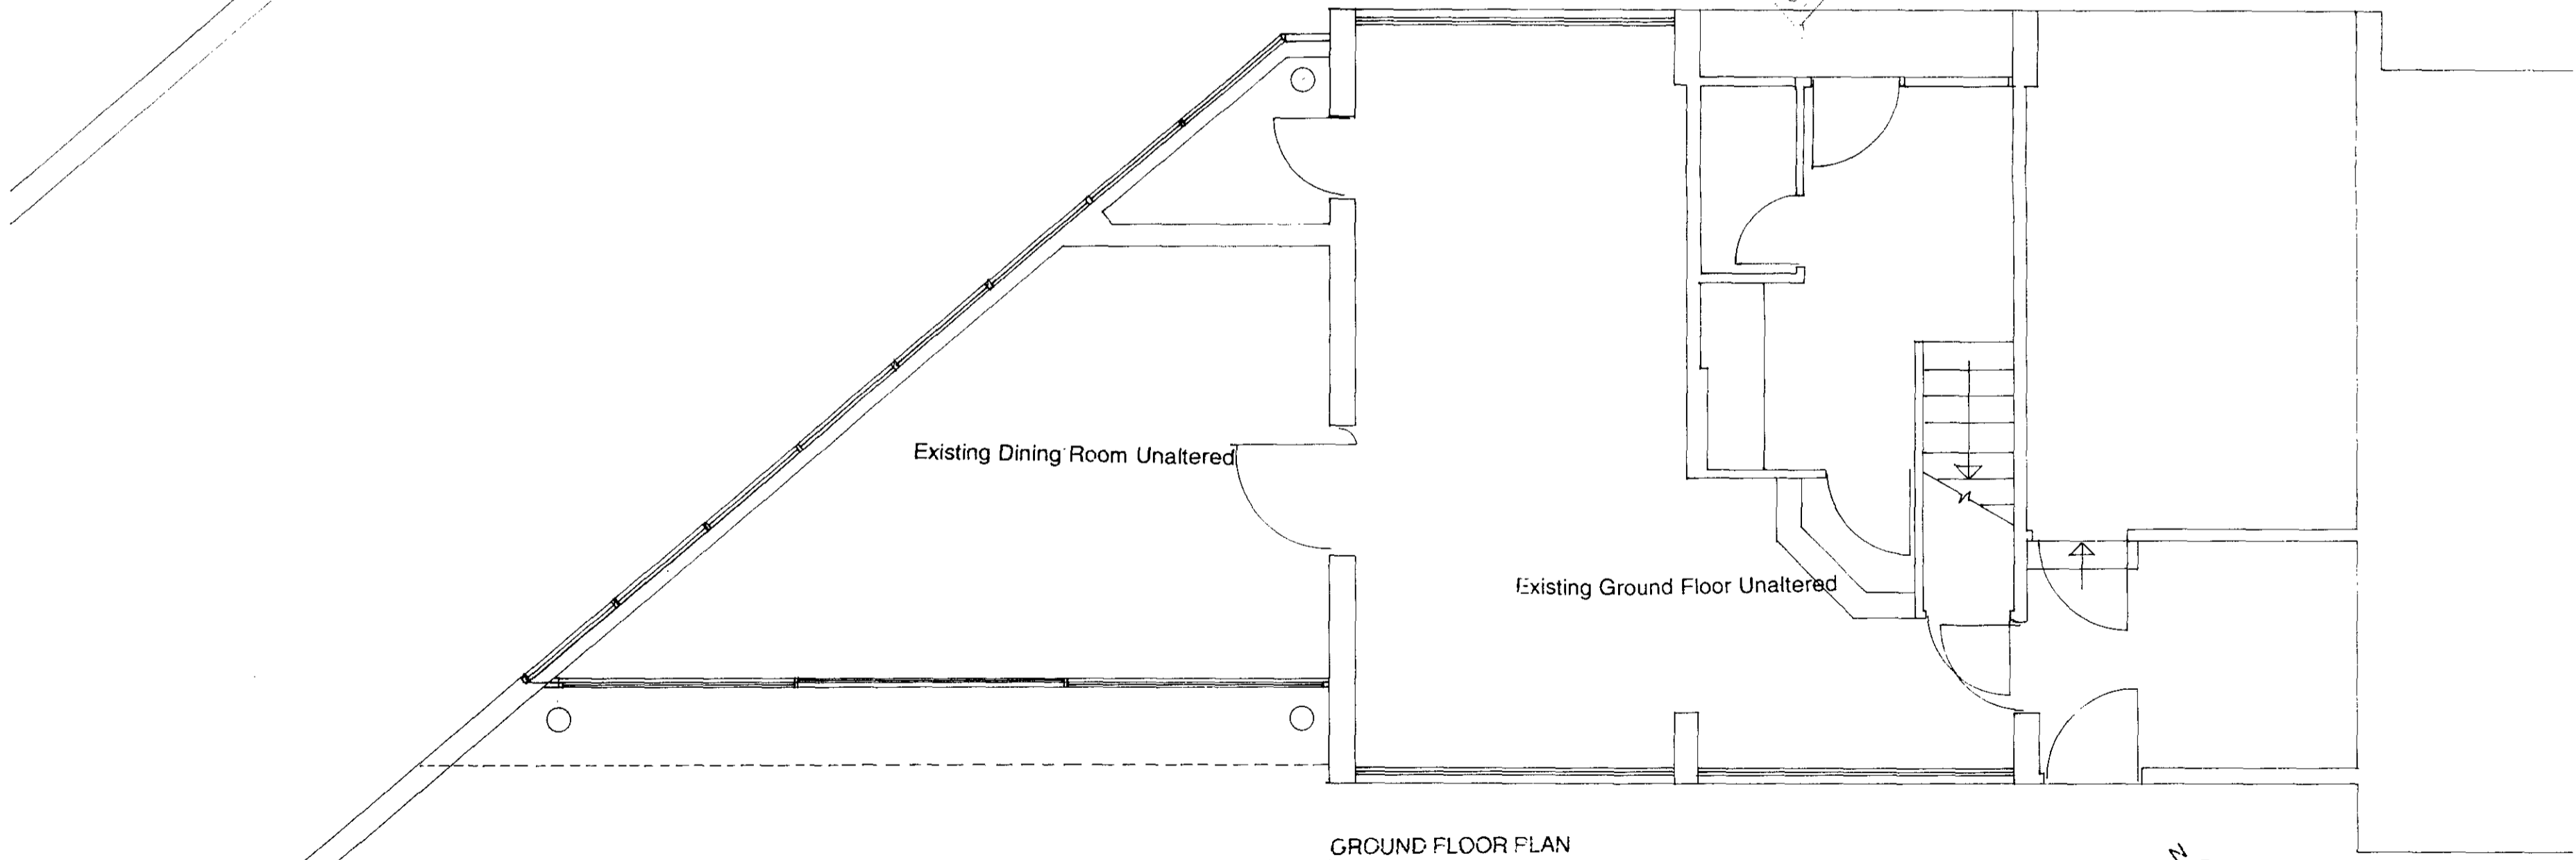 Existing Dining Room Unaltered
Existing Ground Floor Unaltered
GROUND FLOOR PLAN
N